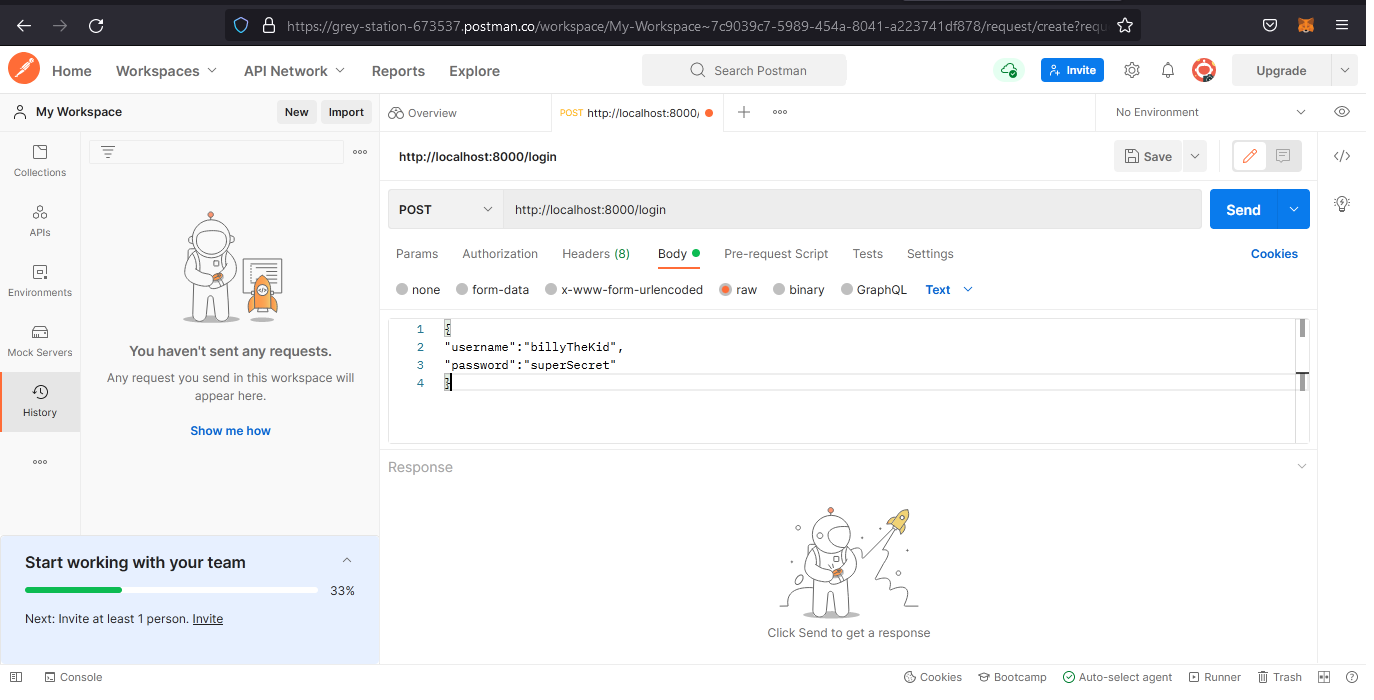 https://grey-station-673537.postman.co/workspace/My-Workspace~7c9039c7-5989-454a-8041-a223741df878/request/create?requ
Home Workspaces API Network Reports Explore Search Postman Invite Upgrade
My Workspace New Import Overview POST http://localhost:8000/ No Environment
Collections
APIs
Environments
Mock Servers
History
You haven't sent any requests.
Any request you send in this workspace will
appear here.
Show me how
Start working with your team
33%
Next: Invite at least 1 person. Invite
http://localhost:8000/login
Save
POST http://localhost:8000/login Send
Params Authorization Headers (8) Body Pre-request Script Tests Settings Cookies
none form-data x-www-form-urlencoded raw binary GraphQL Text
1 {
2 "username":"billyTheKid",
3 "password":"superSecret"
4 }
Response
Click Send to get a response
Console Cookies Bootcamp Auto-select agent Runner Trash